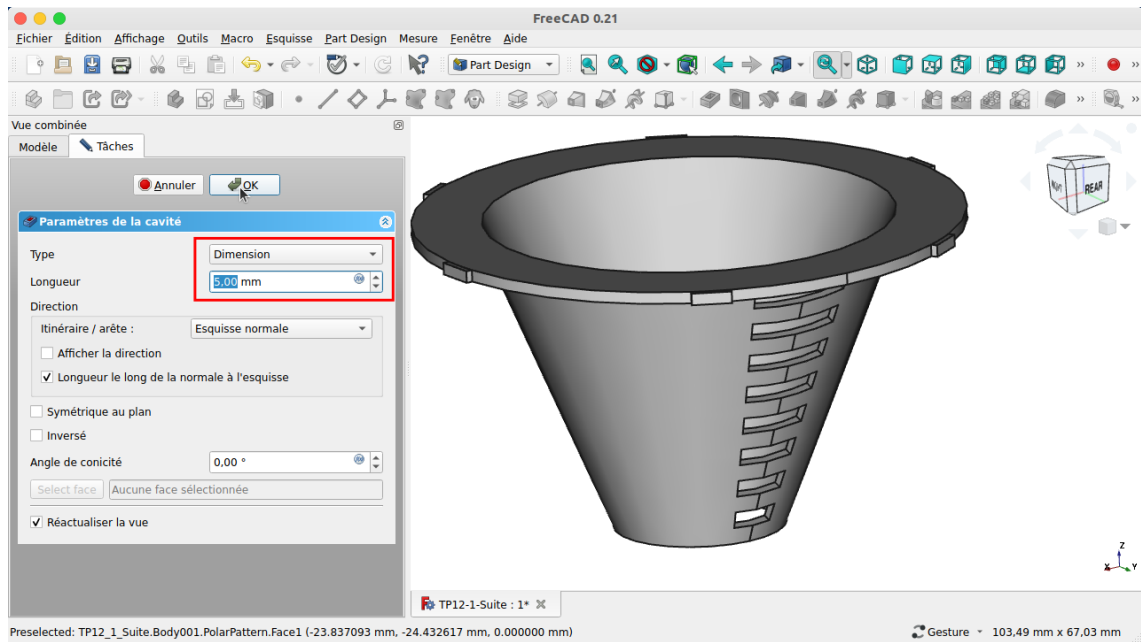 FreeCAD 0.21
Fichier Édition Affichage Outils Macro Esquisse Part Design Mesure Fenêtre Aide
Part Design
Vue combinée
Modèle Tâches
Annuler OK
Paramètres de la cavité
Type Dimension
Longueur 5.00 mm
Direction
Itinéraire / arête : Esquisse normale
Afficher la direction
Longueur le long de la normale à l'esquisse
Symétrique au plan
Inversé
Angle de conicité 0,00 °
Select face Aucune face sélectionnée
Réactualiser la vue
REAR
Z
X Y
TP12-1-Suite : 1*
Preselected: TP12_1_Suite.Body001.PolarPattern.Face1 (-23.837093 mm, -24.432617 mm, 0.000000 mm) Gesture 103,49 mm x 67,03 mm